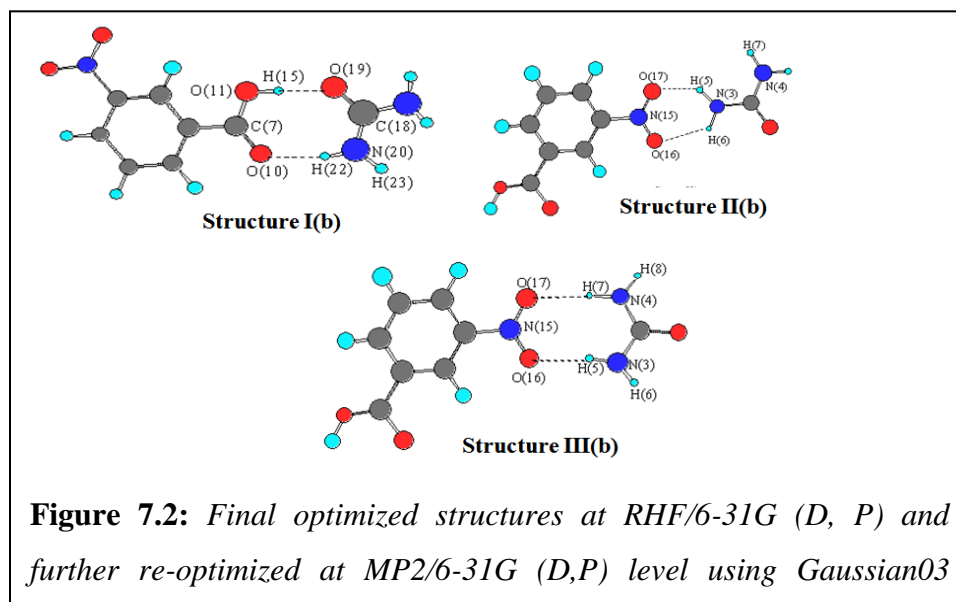 H(15) O(19)
O(11)
C(7) C(18)
N(20)
O(10)
H(22)
H(23)
Structure I(b)
H(7)
O(17) H(5) N(4)
N(3)
N(15)
H(6)
O(16)
Structure II(b)
H(8)
O(17) H(7)
N(4)
N(15)
H(5) N(3)
O(16)
H(6)
Structure III(b)
Figure 7.2: Final optimized structures at RHF/6-31G (D, P) and
further re-optimized at MP2/6-31G (D,P) level using Gaussian03